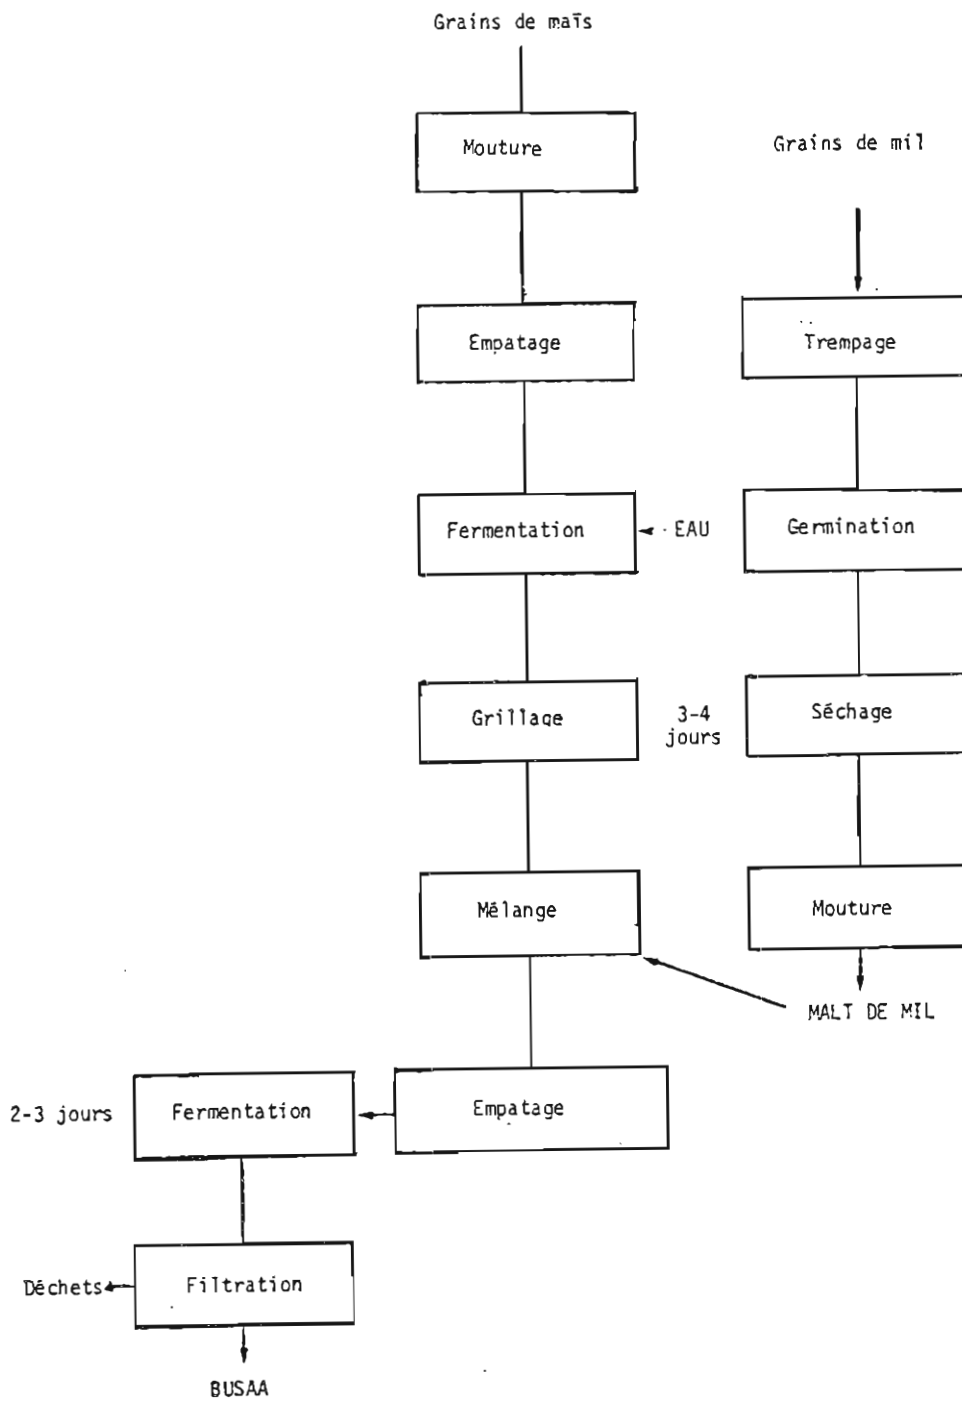 Grains de maïs
Mouture
Grains de mil
Empatage
Trempage
Fermentation
EAU
Germination
Grillage
3-4
jours
Séchage
Mélange
Mouture
MALT DE MIL
2-3 jours
Fermentation
Empatage
Déchets
Filtration
BUSAA